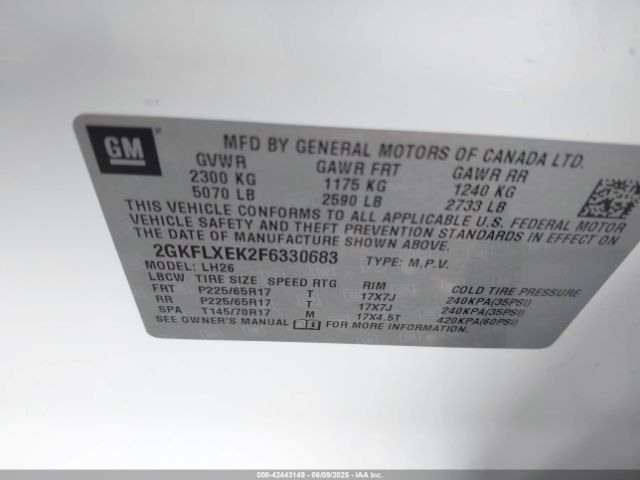 GM
MFD BY GENERAL MOTORS OF CANADA LTD.
GVWR GAWR FRT GAWR RR
2300 KG 1175 KG 1240 KG
5070 LB 2590 LB 2733 LB
THIS VEHICLE CONFORMS TO ALL APPLICABLE U.S. FEDERAL MOTOR
VEHICLE SAFETY AND THEFT PREVENTION STANDARDS IN EFFECT ON
THE DATE OF MANUFACTURE SHOWN ABOVE.
2GKFLXEK2F6330683 TYPE: M.P.V.
MODEL: LH26
LBCW TIRE SIZE SPEED RTG RIM COLD TIRE PRESSURE
FRT P225/65R17 T 17X7J 240KPA(35PSI)
RR P225/65R17 T 17X7J 240KPA(35PSI)
SPA T145/70R17 M 17X4.5T 420KPA(60PSI)
SEE OWNER'S MANUAL FOR MORE INFORMATION.
000-42443149 - 06/09/2025 - IAAI.COM